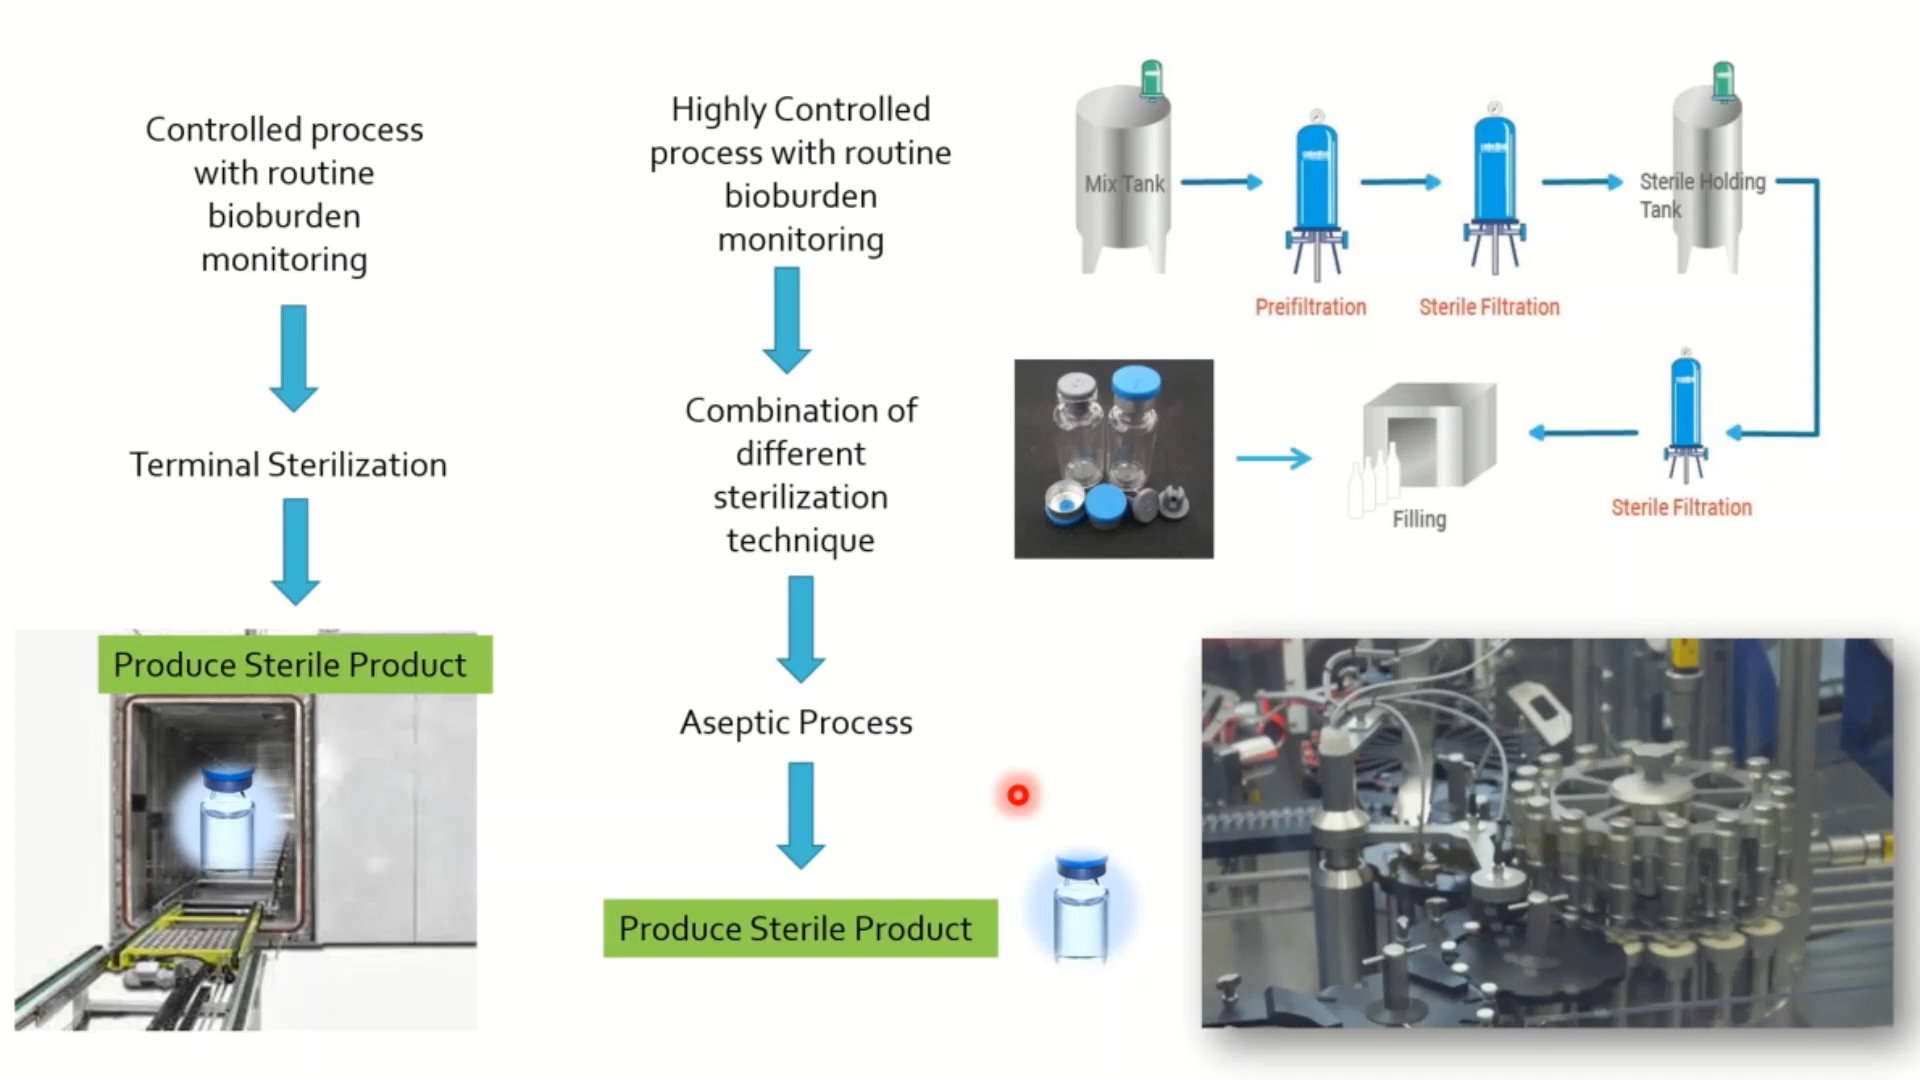 Controlled process
with routine
bioburden
monitoring
Terminal Sterilization
Produce Sterile Product
Highly Controlled
process with routine
bioburden
monitoring
Combination of
different
sterilization
technique
Aseptic Process
Produce Sterile Product
Mix Tank
Preifiltration
Sterile Filtration
Sterile Holding
Tank
Filling
Sterile Filtration